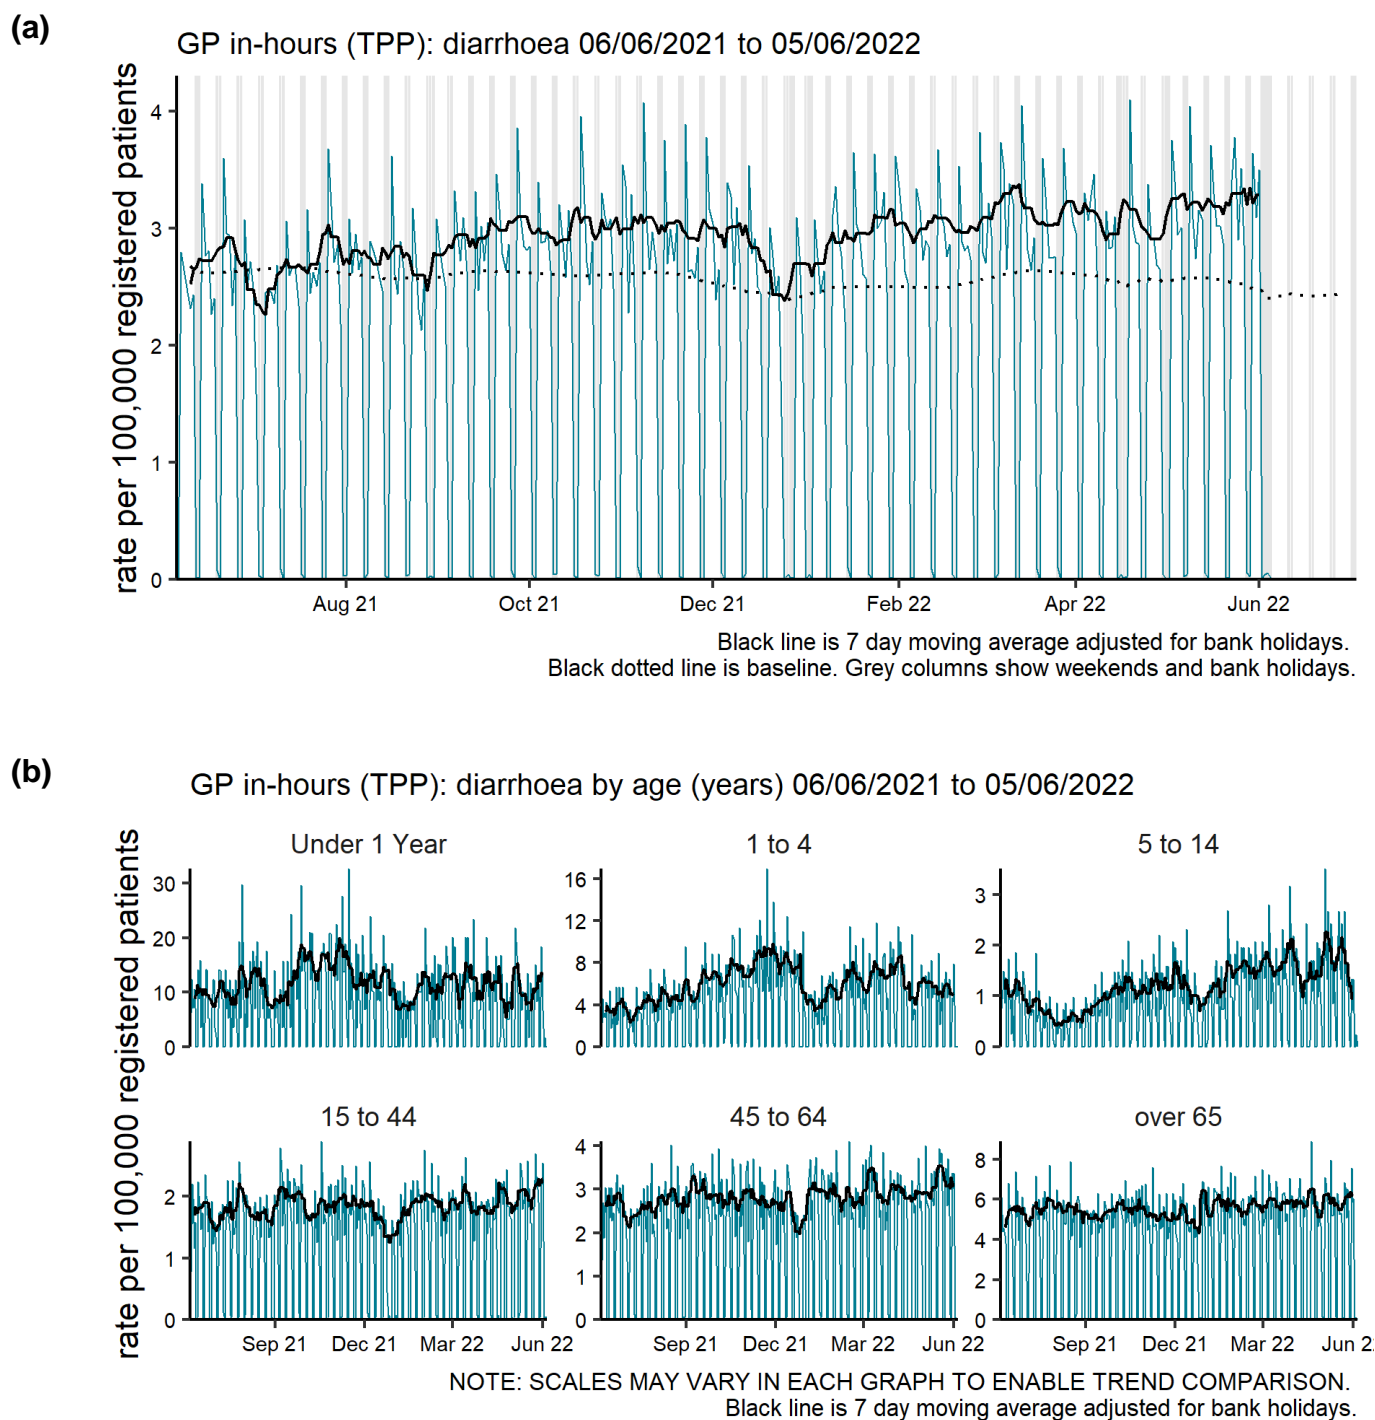 (a)
GP in-hours (TPP): diarrhoea 06/06/2021 to 05/06/2022
rate per 100,000 registered patients
4
3
2
1
0
Aug 21 Oct 21 Dec 21 Feb 22 Apr 22 Jun 22
Black line is 7 day moving average adjusted for bank holidays.
Black dotted line is baseline. Grey columns show weekends and bank holidays.
(b)
GP in-hours (TPP): diarrhoea by age (years) 06/06/2021 to 05/06/2022
rate per 100,000 registered patients
Under 1 Year
30
20
10
0
1 to 4
16
12
8
4
0
5 to 14
3
2
1
0
15 to 44
2
1
0
Sep 21 Dec 21 Mar 22 Jun 22
45 to 64
4
3
2
1
0
Sep 21 Dec 21 Mar 22 Jun 22
over 65
8
6
4
2
0
Sep 21 Dec 21 Mar 22 Jun 2
NOTE: SCALES MAY VARY IN EACH GRAPH TO ENABLE TREND COMPARISON.
Black line is 7 day moving average adjusted for bank holidays.